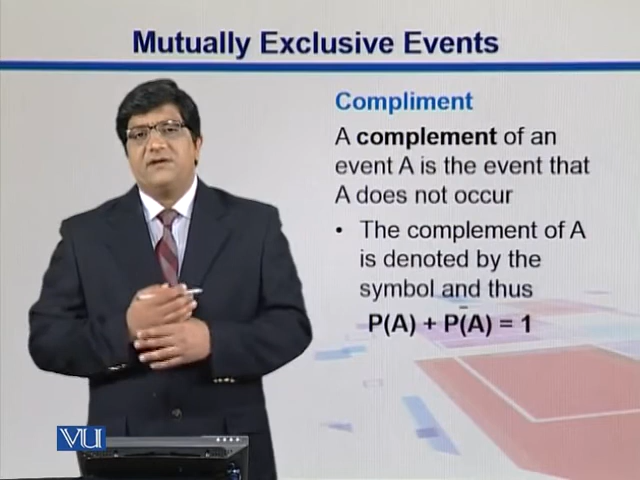 Mutually Exclusive Events
Compliment
A complement of an
event A is the event that
A does not occur
• The complement of A
is denoted by the
symbol and thus
P(A) + P(Ā) = 1
VU